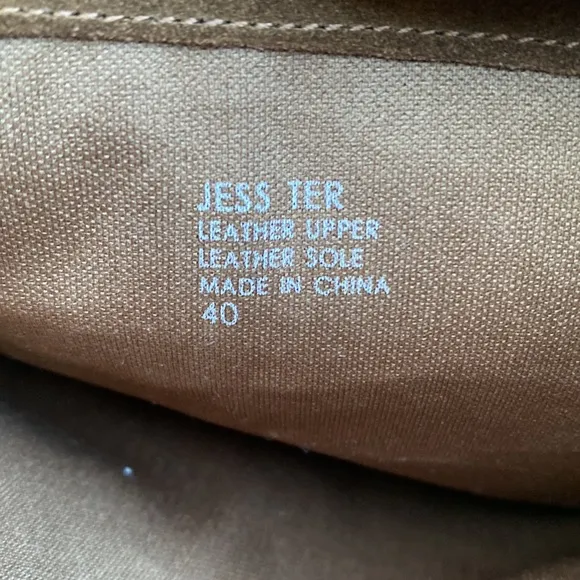 JESS TER
LEATHER UPPER
LEATHER SOLE
MADE IN CHINA
40